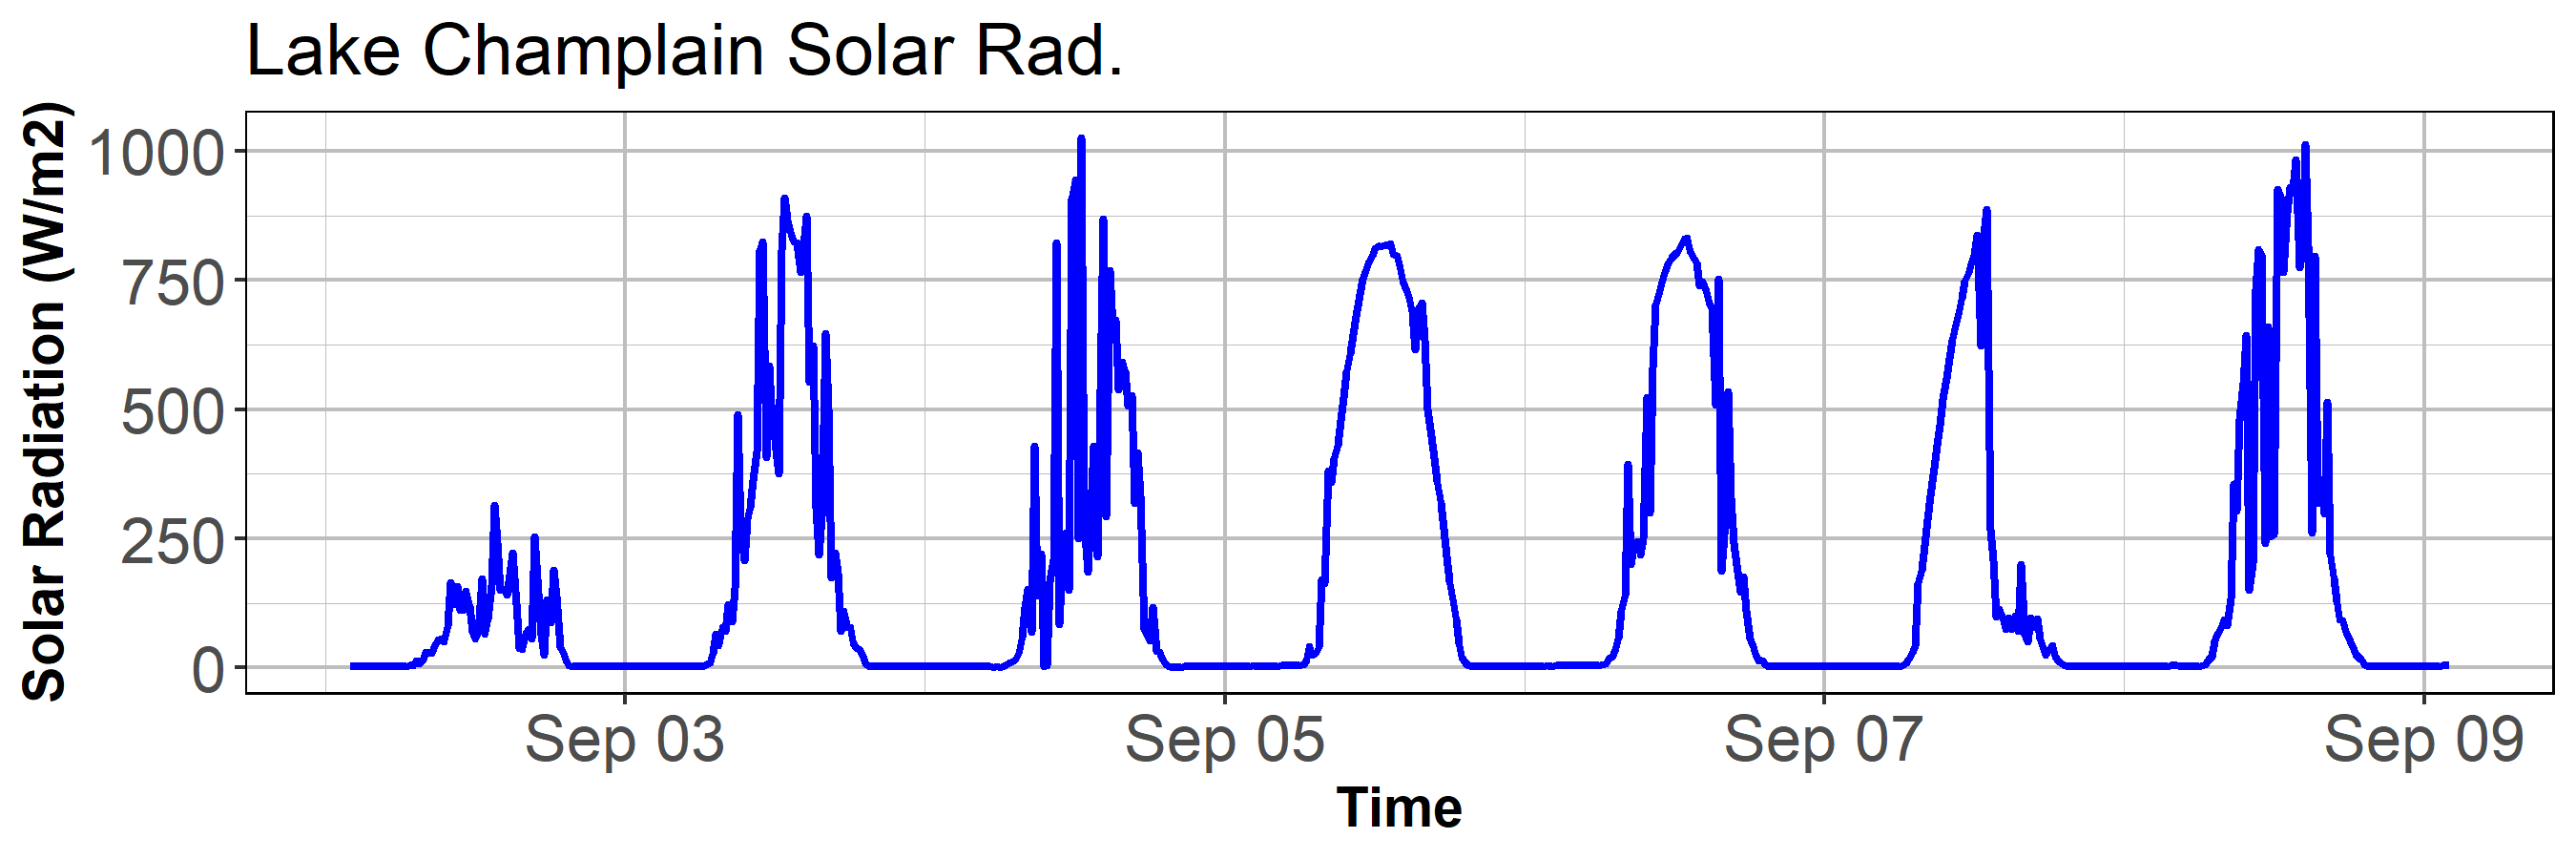 Lake Champlain Solar Rad.
Solar Radiation (W/m2)
1000
750
500
250
0
Sep 03 Sep 05 Sep 07 Sep 09
Time